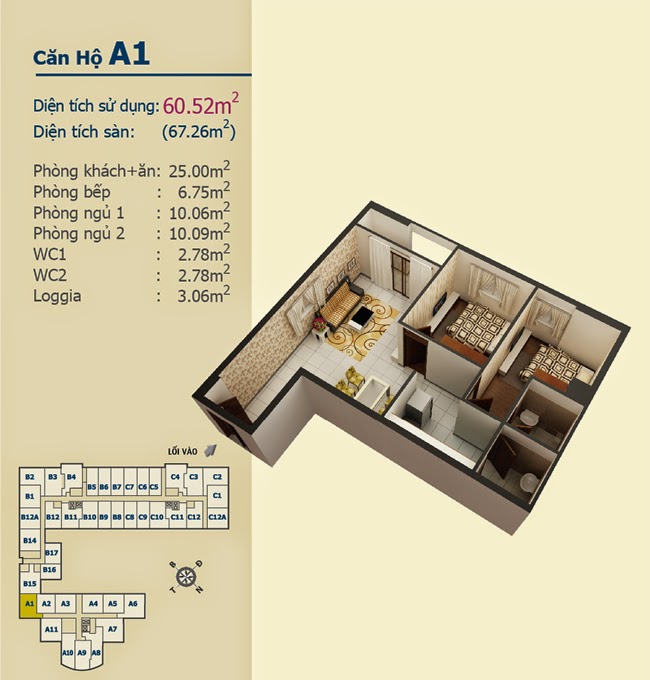 Căn Hộ A1
Diện tích sử dụng: 60.52m2
Diện tích sàn: (67.26m2)
Phòng khách+ăn: 25.00m2
Phòng bếp : 6.75m2
Phòng ngủ 1 : 10.06m2
Phòng ngủ 2 : 10.09m2
WC1 : 2.78m2
WC2 : 2.78m2
Loggia : 3.06m2
LỐI VÀO
B2 B3 B4 C4 C3 C2
B5 B6 B7 C7 C6 C5
B1 C1
B12A B12 B11 B10 B9 B8 C8 C9 C10 C11 C12 C12A
B14
B17
B16
B15
B Đ
T N
A1 A2 A3 A4 A5 A6
A11 A7
A10 A9 A8